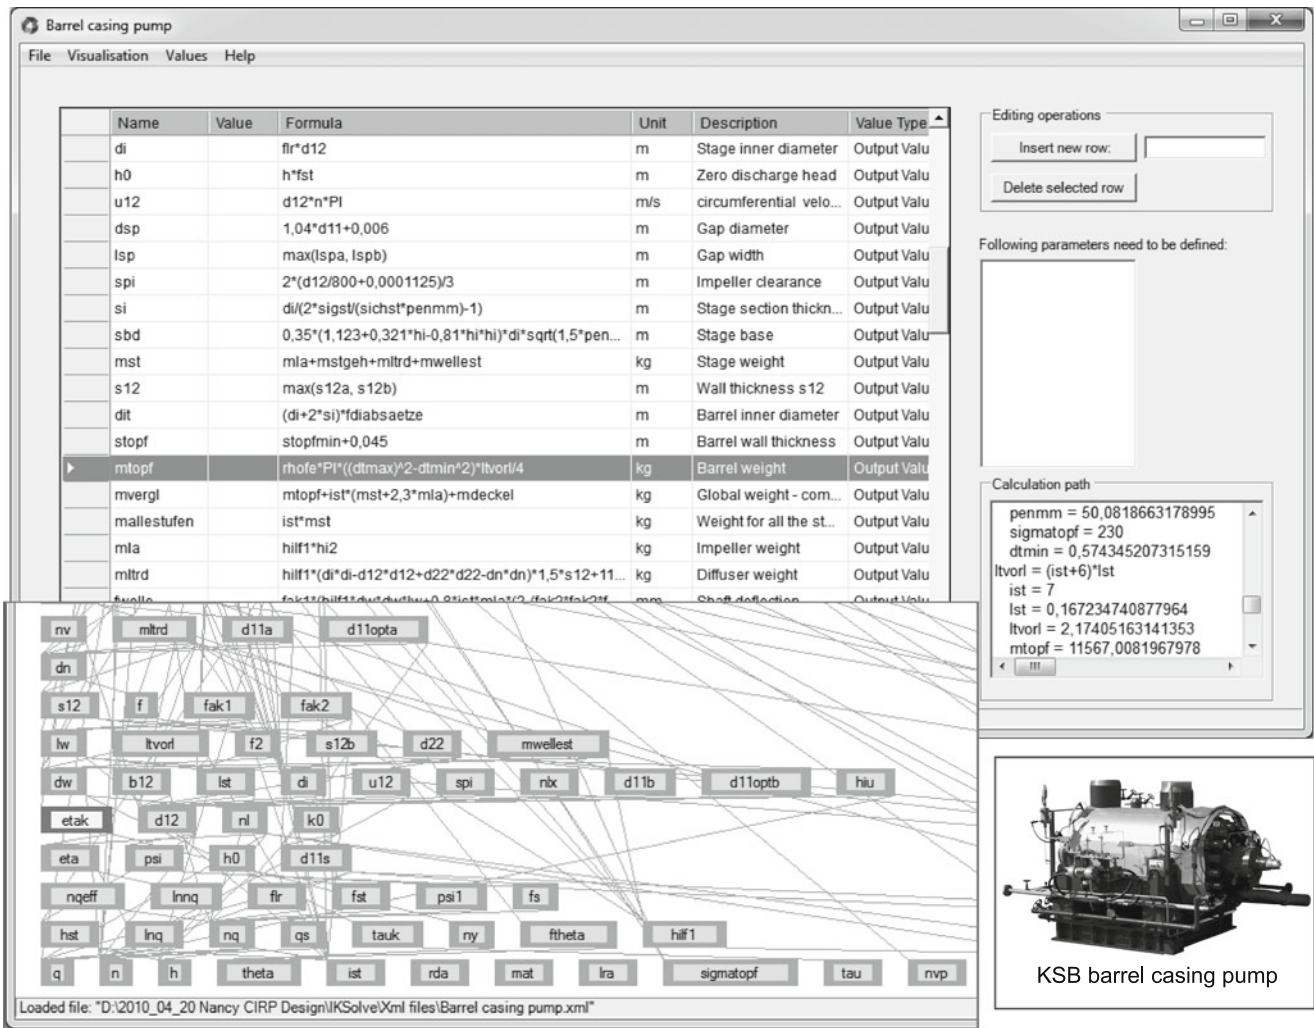 Barrel casing pump
File Visualisation Values Help
Name Value Formula Unit Description Value Type
di flr*d12 m Stage inner diameter Output Valu
h0 h*fst m Zero discharge head Output Valu
u12 d12*n*PI m/s circumferential velo... Output Valu
dsp 1,04*d11+0,006 m Gap diameter Output Valu
lsp max(lspa, lspb) m Gap width Output Valu
spi 2*(d12/800+0,0001125)/3 m Impeller clearance Output Valu
si di/(2*sigst/(sichst*penmm)-1) m Stage section thickn... Output Valu
sbd 0,35*(1,123+0,321*hi-0,81*hi*hi)*di*sqrt(1,5*pen... m Stage base Output Valu
mst mla+mstgeh+mltrd+mwellest kg Stage weight Output Valu
s12 max(s12a, s12b) m Wall thickness s12 Output Valu
dit (di+2*si)*fdiabsaetze m Barrel inner diameter Output Valu
stopf stopfmin+0,045 m Barrel wall thickness Output Valu
mtopf rhofe*PI*((dtmax)^2-dtmin^2)*ltvorl/4 kg Barrel weight Output Valu
mvergl mtopf+ist*(mst+2,3*mla)+mdeckel kg Global weight - com... Output Valu
mallestufen ist*mst kg Weight for all the st... Output Valu
mla hilf1*hi2 kg Impeller weight Output Valu
mltrd hilf1*(di*di-d12*d12+d22*d22-dn*dn)*1,5*s12+11... kg Diffuser weight Output Valu
mm Shaft deflection Output Valu
Editing operations
Insert new row:
Delete selected row
Following parameters need to be defined:
Calculation path
penmm = 50,0818663178995
sigmatopf = 230
dtmin = 0,574345207315159
ltvorl = (ist+6)*lst
ist = 7
lst = 0,167234740877964
ltvorl = 2,17405163141353
mtopf = 11567,0081967978
nv mltrd d11a d11opta
dn
s12 f fak1 fak2
lw ltvorl f2 s12b d22 mwellest
dw b12 lst di u12 spi nlx d11b d11optb hiu
etak d12 nl k0
eta psi h0 d11s
nqeff lnnq flr fst psi1 fs
hst lnq nq qs tauk ny ftheta hilf1
q n h theta ist rda mat lra sigmatopf tau nvp
Loaded file: "D:\2010_04_20 Nancy CIRP Design\IKSolve\Xml files\Barrel casing pump.xml"
KSB barrel casing pump